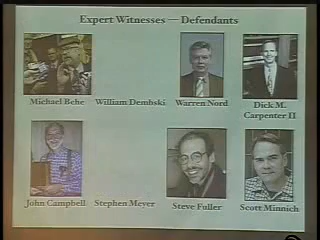 Expert Witnesses — Defendants
Michael Behe William Dembski Warren Nord Dick M. Carpenter II
John Campbell Stephen Meyer Steve Fuller Scott Minnich